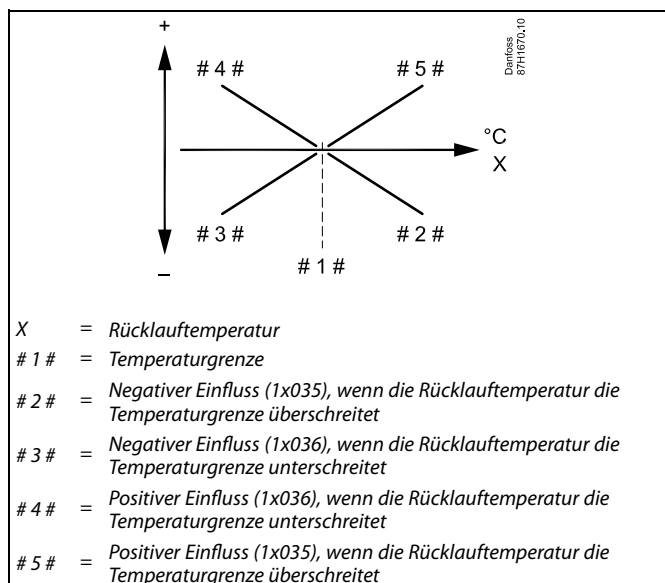 +
# 4 #
# 5 #
Danfoss
87H1670.10
°C
X
# 3 #
# 2 #
–
# 1 #
X = Rücklauftemperatur
# 1 # = Temperaturgrenze
# 2 # = Negativer Einfluss (1x035), wenn die Rücklauftemperatur die
Temperaturgrenze überschreitet
# 3 # = Negativer Einfluss (1x036), wenn die Rücklauftemperatur die
Temperaturgrenze unterschreitet
# 4 # = Positiver Einfluss (1x036), wenn die Rücklauftemperatur die
Temperaturgrenze unterschreitet
# 5 # = Positiver Einfluss (1x035), wenn die Rücklauftemperatur die
Temperaturgrenze überschreitet